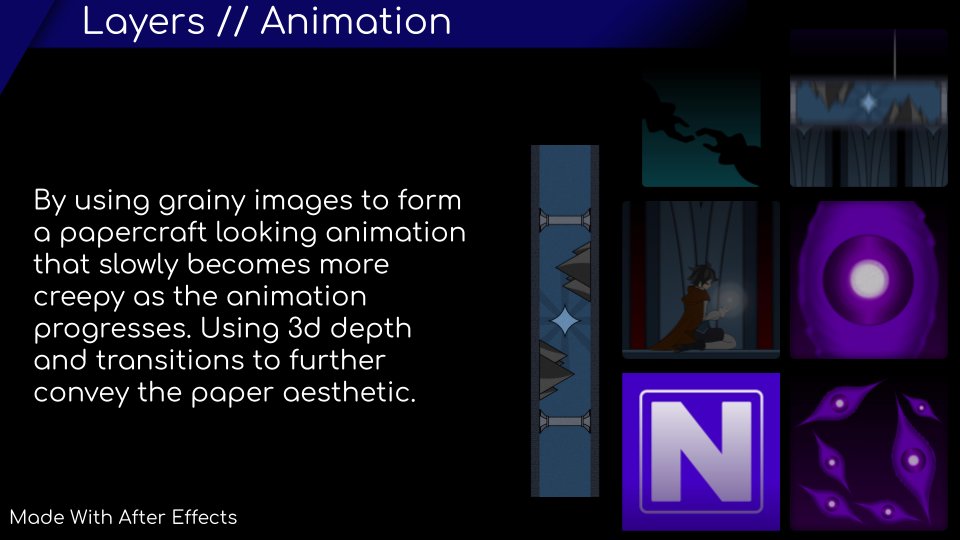 Layers // Animation
By using grainy images to form
a papercraft looking animation
that slowly becomes more
creepy as the animation
progresses. Using 3d depth
and transitions to further
convey the paper aesthetic.
N
Made With After Effects